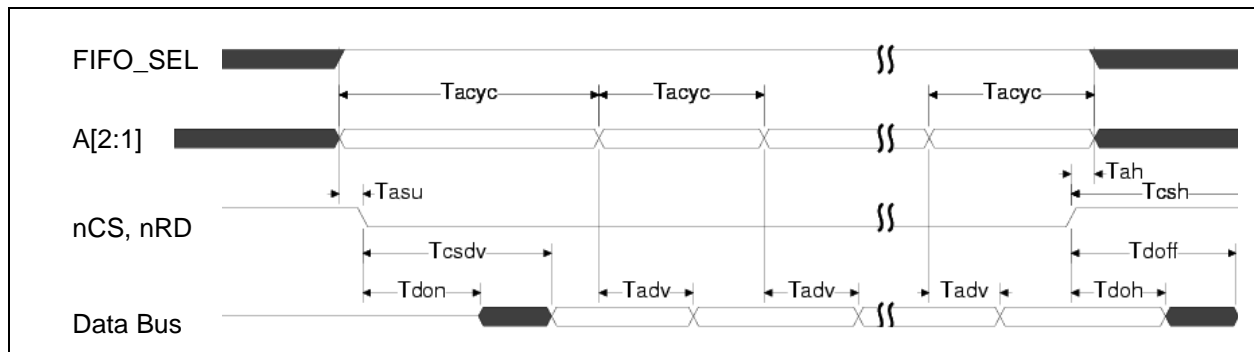 FIFO_SEL
Tacyc Tacyc Tacyc
A[2:1]
Tah
Tasu Tcsh
nCS, nRD
Tcsdv Tdoff
Tdon Tadv Tadv Tadv Tdoh
Data Bus